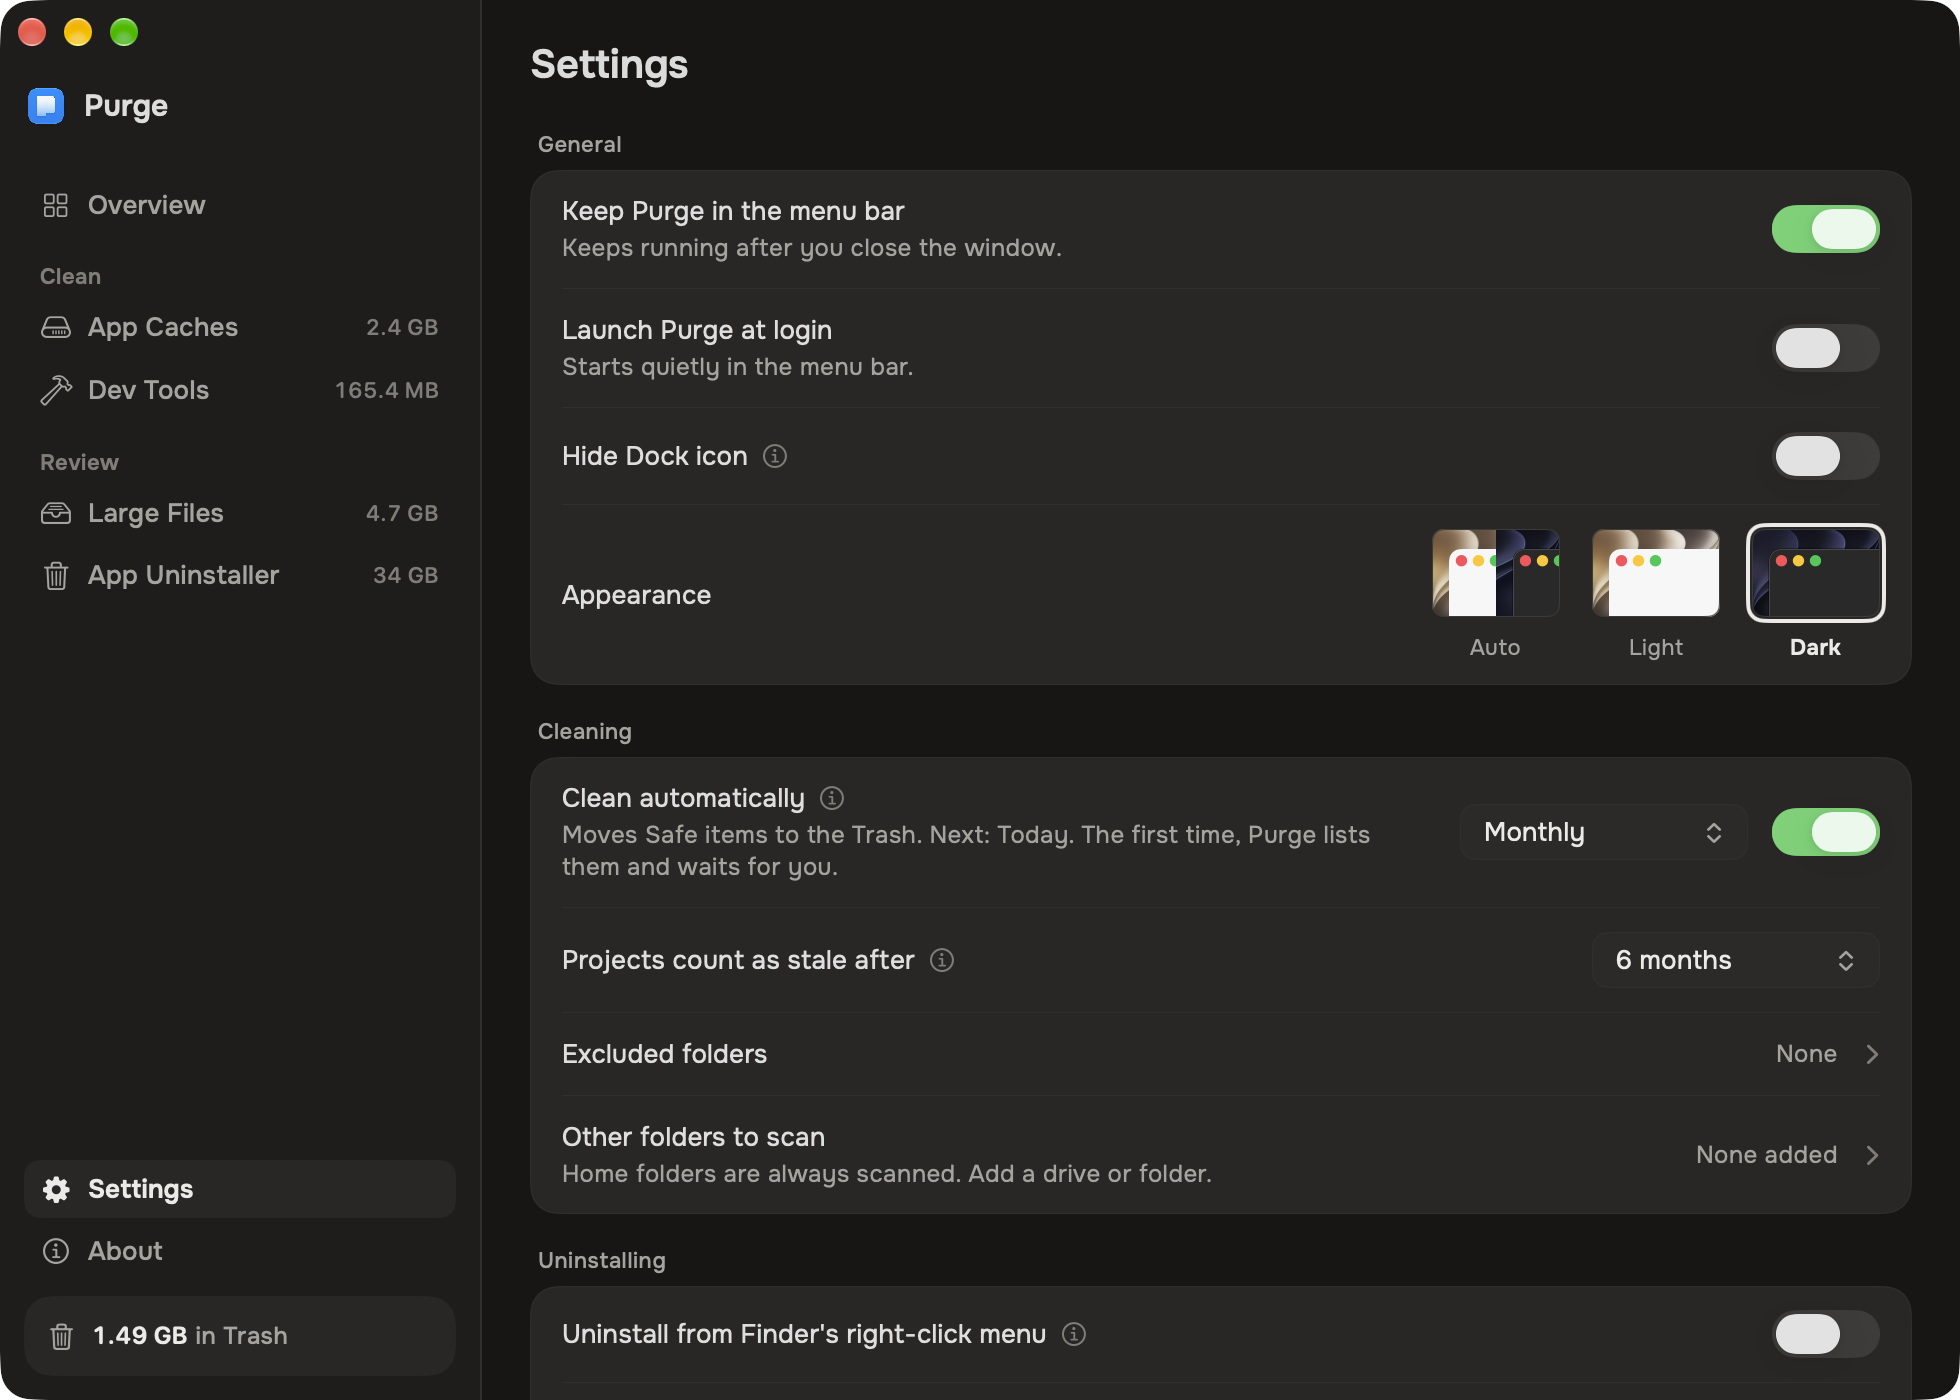 Purge
Overview
Clean
App Caches 2.4 GB
Dev Tools 165.4 MB
Review
Large Files 4.7 GB
App Uninstaller 34 GB
Settings
About
1.49 GB in Trash
Settings
General
Keep Purge in the menu bar
Keeps running after you close the window.
Launch Purge at login
Starts quietly in the menu bar.
Hide Dock icon
Appearance
Auto Light Dark
Cleaning
Clean automatically
Moves Safe items to the Trash. Next: Today. The first time, Purge lists
them and waits for you.
Monthly
Projects count as stale after
6 months
Excluded folders
None
Other folders to scan
Home folders are always scanned. Add a drive or folder.
None added
Uninstalling
Uninstall from Finder's right-click menu